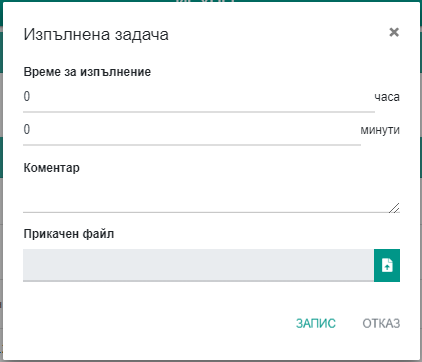 Изпълнена задача
Време за изпълнение
0 часа
0 минути
Коментар
Прикачен файл
ЗАПИС ОТКАЗ